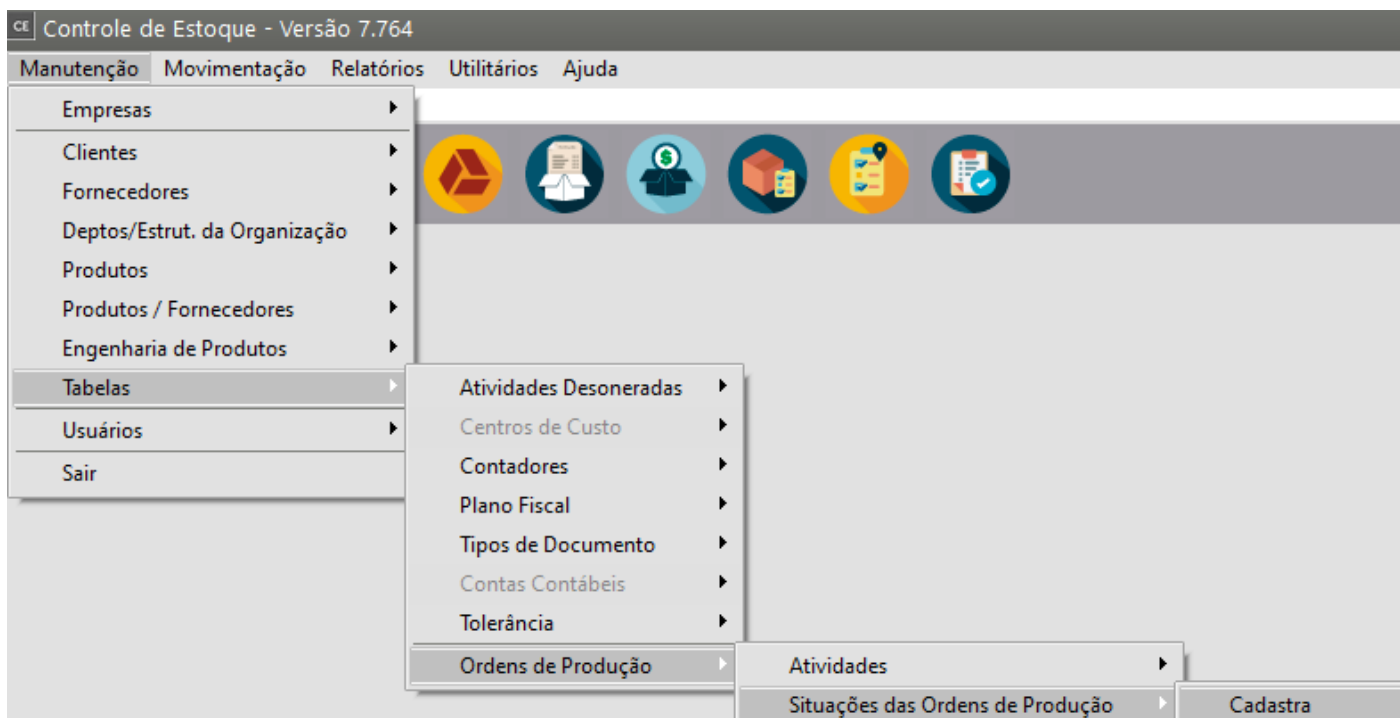 CE Controle de Estoque - Versão 7.764
Manutenção Movimentação Relatórios Utilitários Ajuda
Empresas
Clientes
Fornecedores
Deptos/Estrut. da Organização
Produtos
Produtos / Fornecedores
Engenharia de Produtos
Tabelas
Usuários
Sair
Atividades Desoneradas
Centros de Custo
Contadores
Plano Fiscal
Tipos de Documento
Contas Contábeis
Tolerância
Ordens de Produção
Atividades
Situações das Ordens de Produção
Cadastra